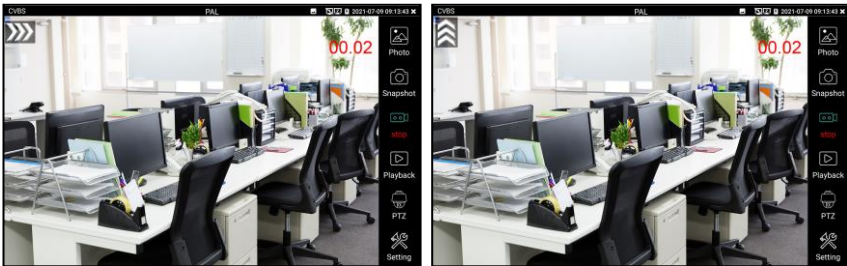 CVBS PAL 2021-07-09 09:13:43
00.02
Photo
Snapshot
stop
Playback
PTZ
Setting
CVBS PAL 2021-07-09 09:13:43
00.02
Photo
Snapshot
stop
Playback
PTZ
Setting